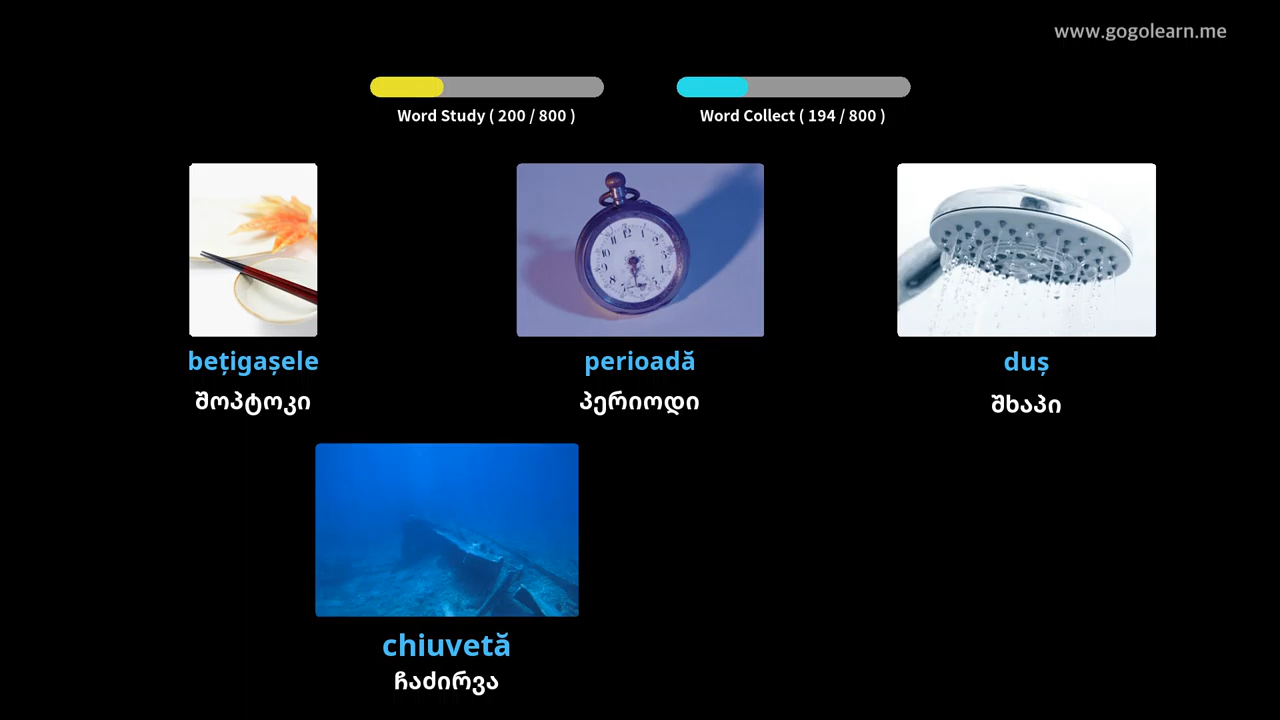 www.gogolearn.me
Word Study ( 200 / 800 )
Word Collect ( 194 / 800 )
bețigașele
შოპტოკი
perioadă
პერიოდი
duș
შხაპი
chiuvetă
ჩაძირვა